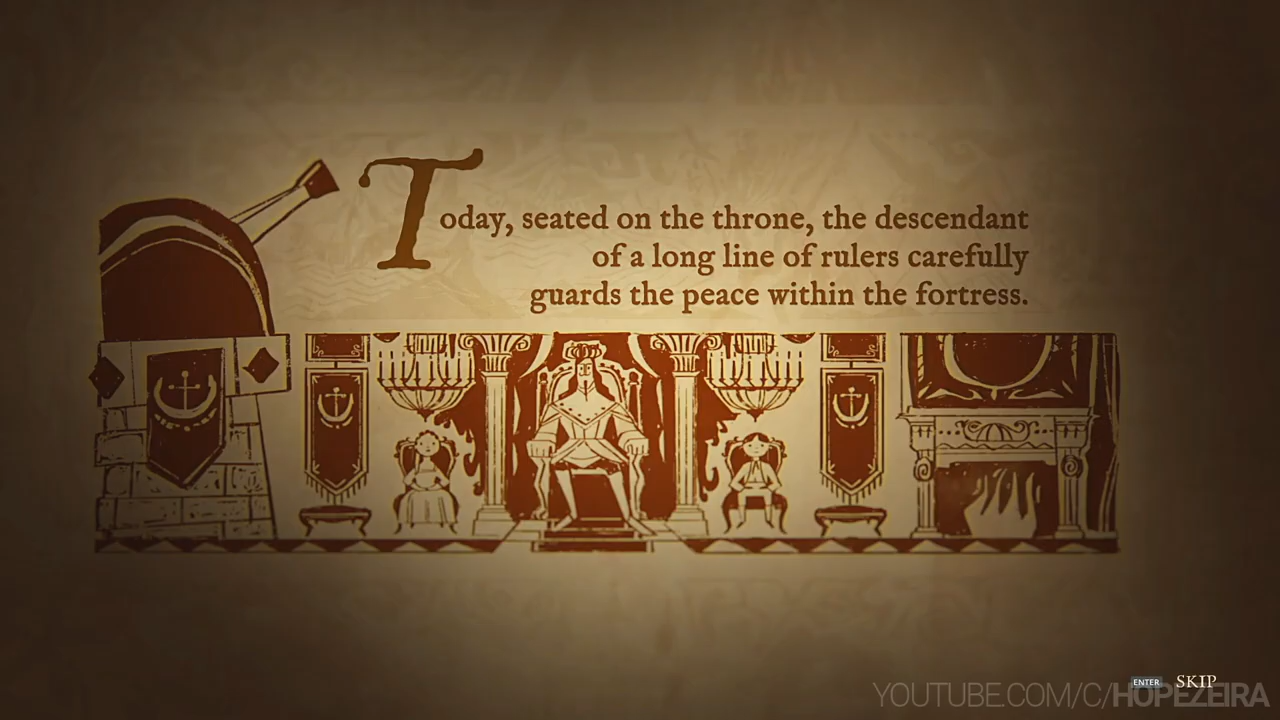 Today, seated on the throne, the descendant
of a long line of rulers carefully
guards the peace within the fortress.
ENTER SKIP
YOUTUBE.COM/C/HOPEZEIRA